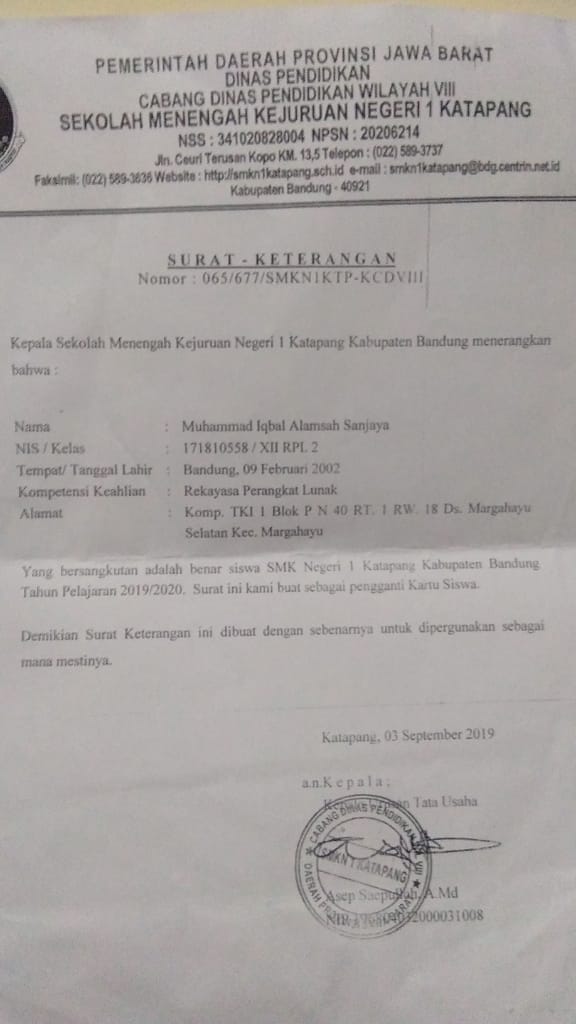 PEMERINTAH DAERAH PROVINSI JAWA BARAT
DINAS PENDIDIKAN
CABANG DINAS PENDIDIKAN WILAYAH VIII
SEKOLAH MENENGAH KEJURUAN NEGERI 1 KATAPANG
NSS : 341020828004 NPSN : 20206214
Jln. Ceuri Terusan Kopo KM. 13,5 Telepon : (022) 589-3737
Faksimil: (022) 589-3636 Website : http://smkn1katapang.sch.id e-mail : smkn1katapang@bdg.centrin.net.id
Kabupaten Bandung - 40921
SURAT - KETERANGAN
Nomor : 065/677/SMKN1KTP-KCDVIII
Kepala Sekolah Menengah Kejuruan Negeri 1 Katapang Kabupaten Bandung menerangkan
bahwa :
Nama : Muhammad Iqbal Alamsah Sanjaya
NIS / Kelas : 171810558 / XII RPL 2
Tempat/ Tanggal Lahir : Bandung, 09 Februari 2002
Kompetensi Keahlian : Rekayasa Perangkat Lunak
Alamat : Komp. TKI 1 Blok P N 40 RT. 1 RW. 18 Ds. Margahayu
Selatan Kec. Margahayu
Yang bersangkutan adalah benar siswa SMK Negeri 1 Katapang Kabupaten Bandung
Tahun Pelajaran 2019/2020. Surat ini kami buat sebagai pengganti Kartu Siswa.
Demikian Surat Keterangan ini dibuat dengan sebenarnya untuk dipergunakan sebagai
mana mestinya.
Katapang, 03 September 2019
a.n.Kepala;
Tata Usaha
CABANG DINAS PENDIDIKAN WIL VIII
SMKN 1 KATAPANG
DAERAH
Asep Saepulloh, A.Md
NIP